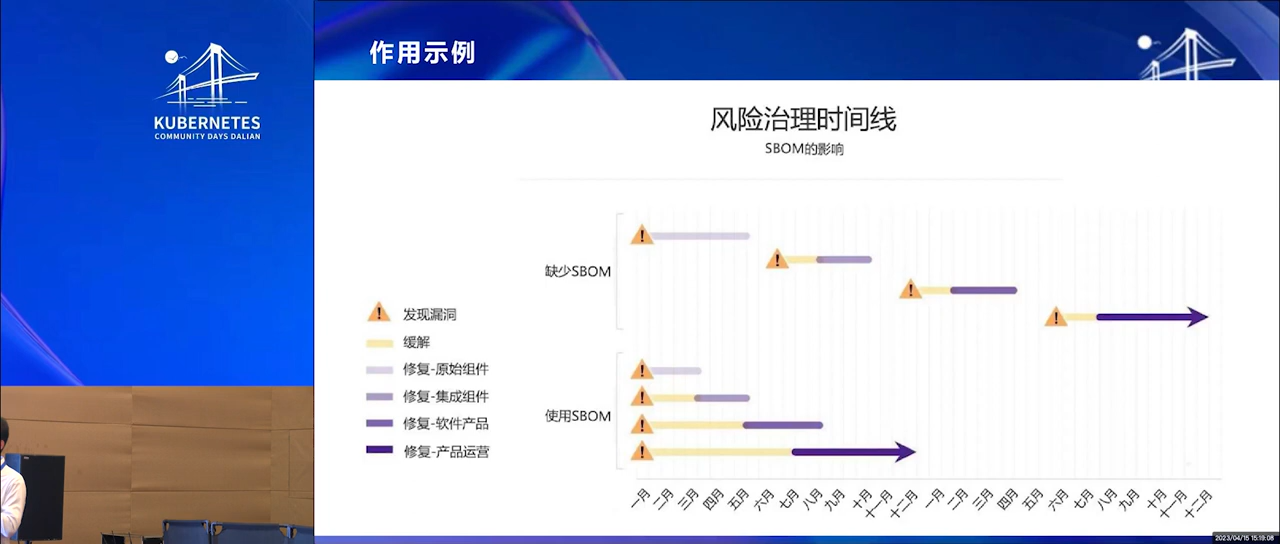 KUBERNETES
COMMUNITY DAYS DALIAN
作用示例
风险治理时间线
SBOM的影响
缺少SBOM
使用SBOM
发现漏洞
缓解
修复-原始组件
修复-集成组件
修复-软件产品
修复-产品运营
一月 二月 三月 四月 五月 六月 七月 八月 九月 十月 十一月 十二月 一月 二月 三月 四月 五月 六月 七月 八月 九月 十月 十一月 十二月
2023/04/15 15:19:08